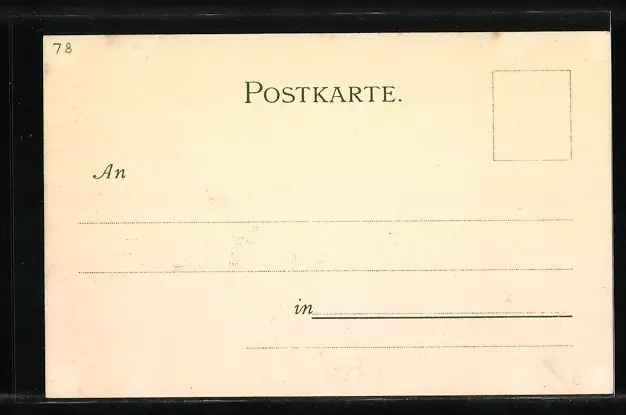 78
POSTKARTE.
An
in